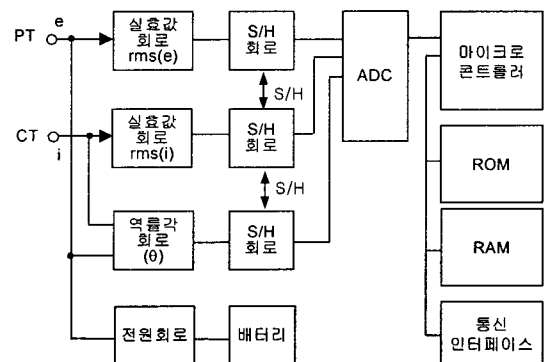 PT
e
실효값
회로
rms(e)
S/H
회로
ADC
마이크로
콘트롤러
S/H
CT
i
실효값
회로
rms(i)
S/H
회로
ROM
S/H
역률각
회로
(θ)
S/H
회로
RAM
전원회로
배터리
통신
인터페이스